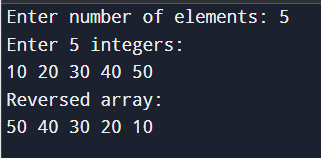 Enter number of elements: 5
Enter 5 integers:
10 20 30 40 50
Reversed array:
50 40 30 20 10